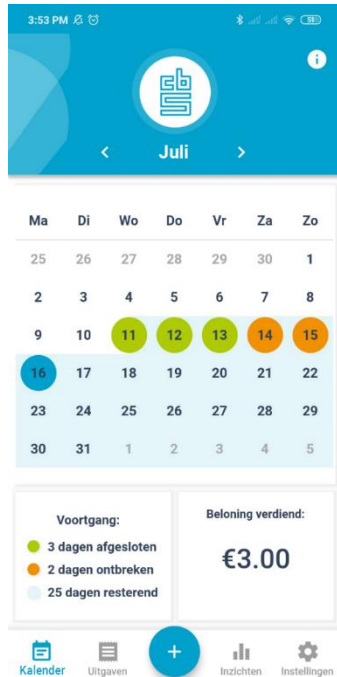 3:53 PM
59
cbs
i
Juli
Ma Di Wo Do Vr Za Zo
25 26 27 28 29 30 1
2 3 4 5 6 7 8
9 10 11 12 13 14 15
16 17 18 19 20 21 22
23 24 25 26 27 28 29
30 31 1 2 3 4 5
Voortgang:
3 dagen afgesloten
2 dagen ontbreken
25 dagen resterend
Beloning verdiend:
€3.00
Kalender Uitgaven + Inzichten Instellingen